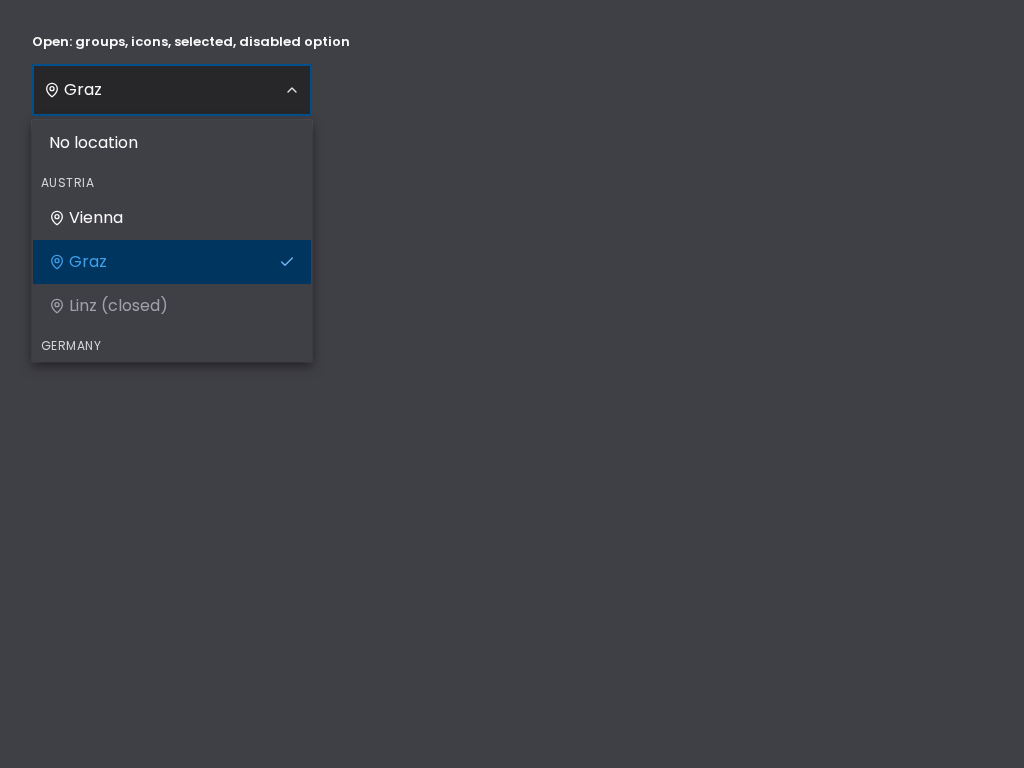 Open: groups, icons, selected, disabled option
Graz
No location
AUSTRIA
Vienna
Graz
Linz (closed)
GERMANY